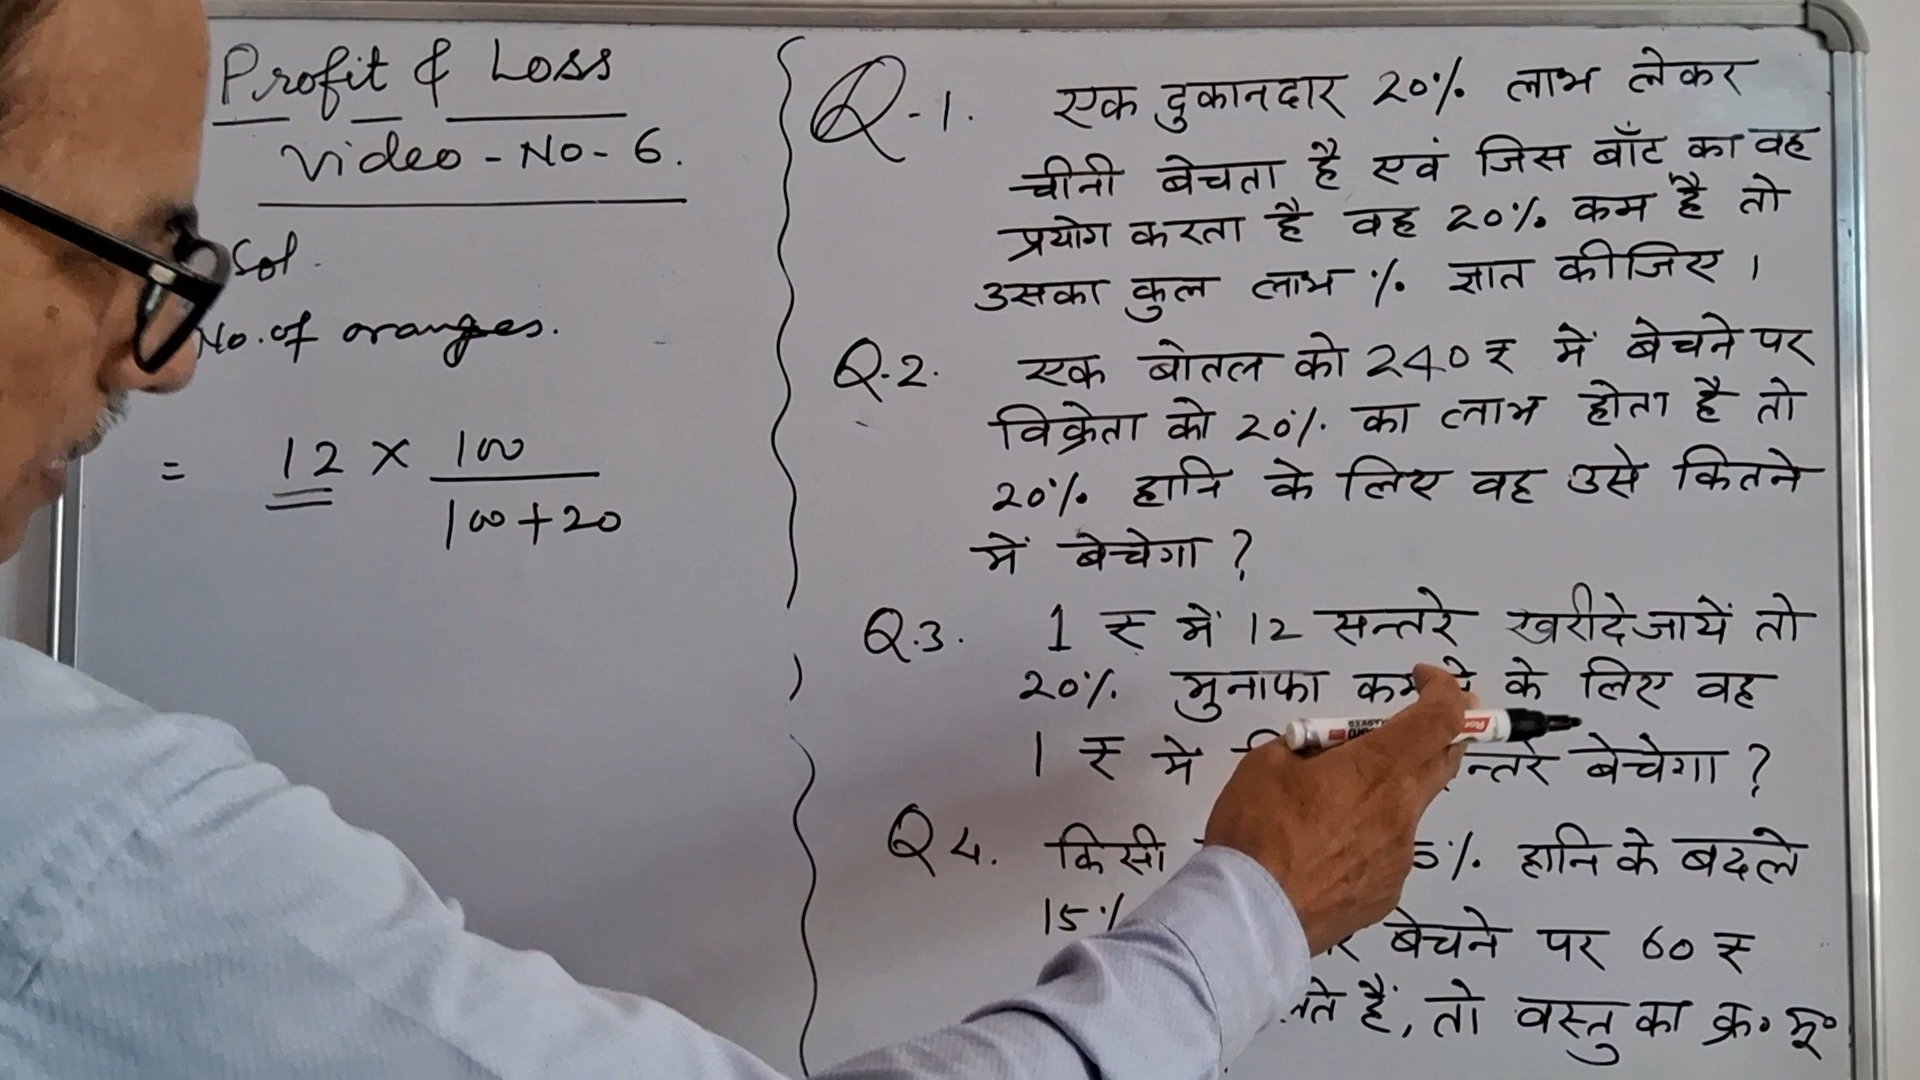 Profit & Loss
Video - No - 6.
Sol.
No. of oranges.
= 12 × 100
100 + 20
Q-1. एक दुकानदार 20% लाभ लेकर
चीनी बेचता है एवं जिस बाँट का वह
प्रयोग करता है वह 20% कम है तो
उसका कुल लाभ % ज्ञात कीजिए ।
Q.2. एक बोतल को 240 ₹ में बेचने पर
विक्रेता को 20% का लाभ होता है तो
20% हानि के लिए वह उसे कितने
में बेचेगा ?
Q.3. 1 ₹ में 12 सन्तरे खरीदे जायें तो
20% मुनाफा के लिए वह
1 ₹ में बेचेगा ?
Q4. किसी 5% हानि के बदले
15% बेचने पर 60 ₹
हैं, तो वस्तु का क्र० मू०